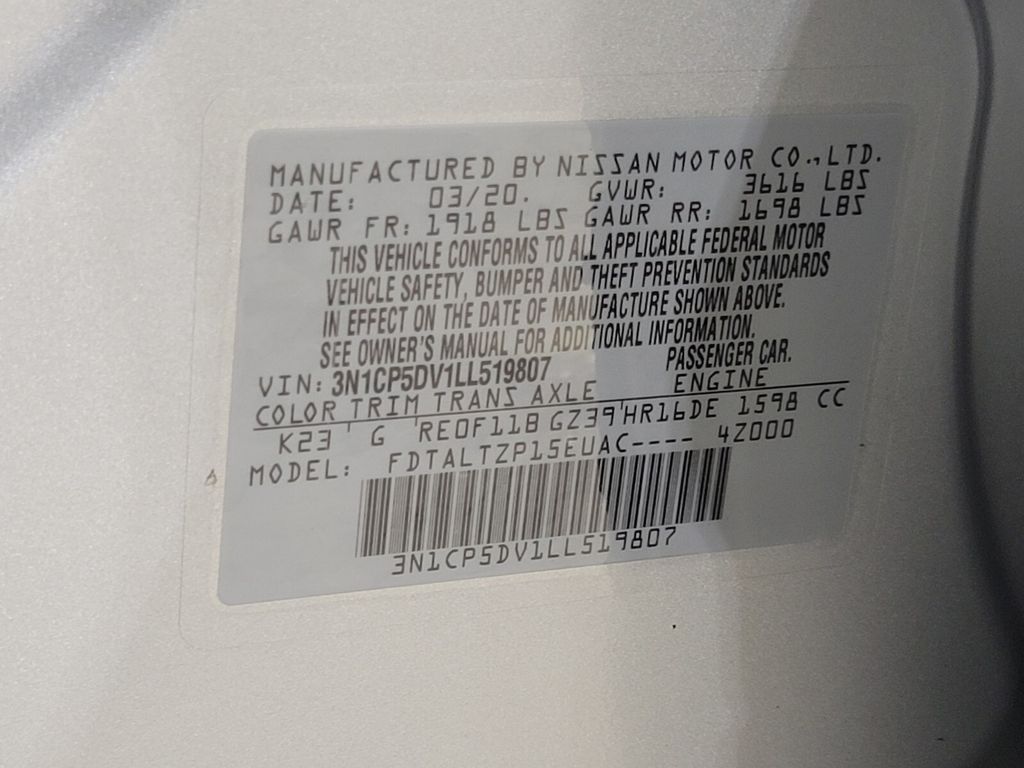 MANUFACTURED BY NISSAN MOTOR CO.,LTD.
DATE: 03/20. GVWR: 3616 LBS
GAWR FR: 1918 LBS GAWR RR: 1698 LBS
THIS VEHICLE CONFORMS TO ALL APPLICABLE FEDERAL MOTOR
VEHICLE SAFETY, BUMPER AND THEFT PREVENTION STANDARDS
IN EFFECT ON THE DATE OF MANUFACTURE SHOWN ABOVE.
SEE OWNER'S MANUAL FOR ADDITIONAL INFORMATION.
VIN: 3N1CP5DV1LL519807 PASSENGER CAR.
COLOR TRIM TRANS AXLE ENGINE
K23 G RE0F11B GZ39 HR16DE 1598 CC
MODEL: FDTALTZP15EUAC---- 4Z000
3N1CP5DV1LL519807